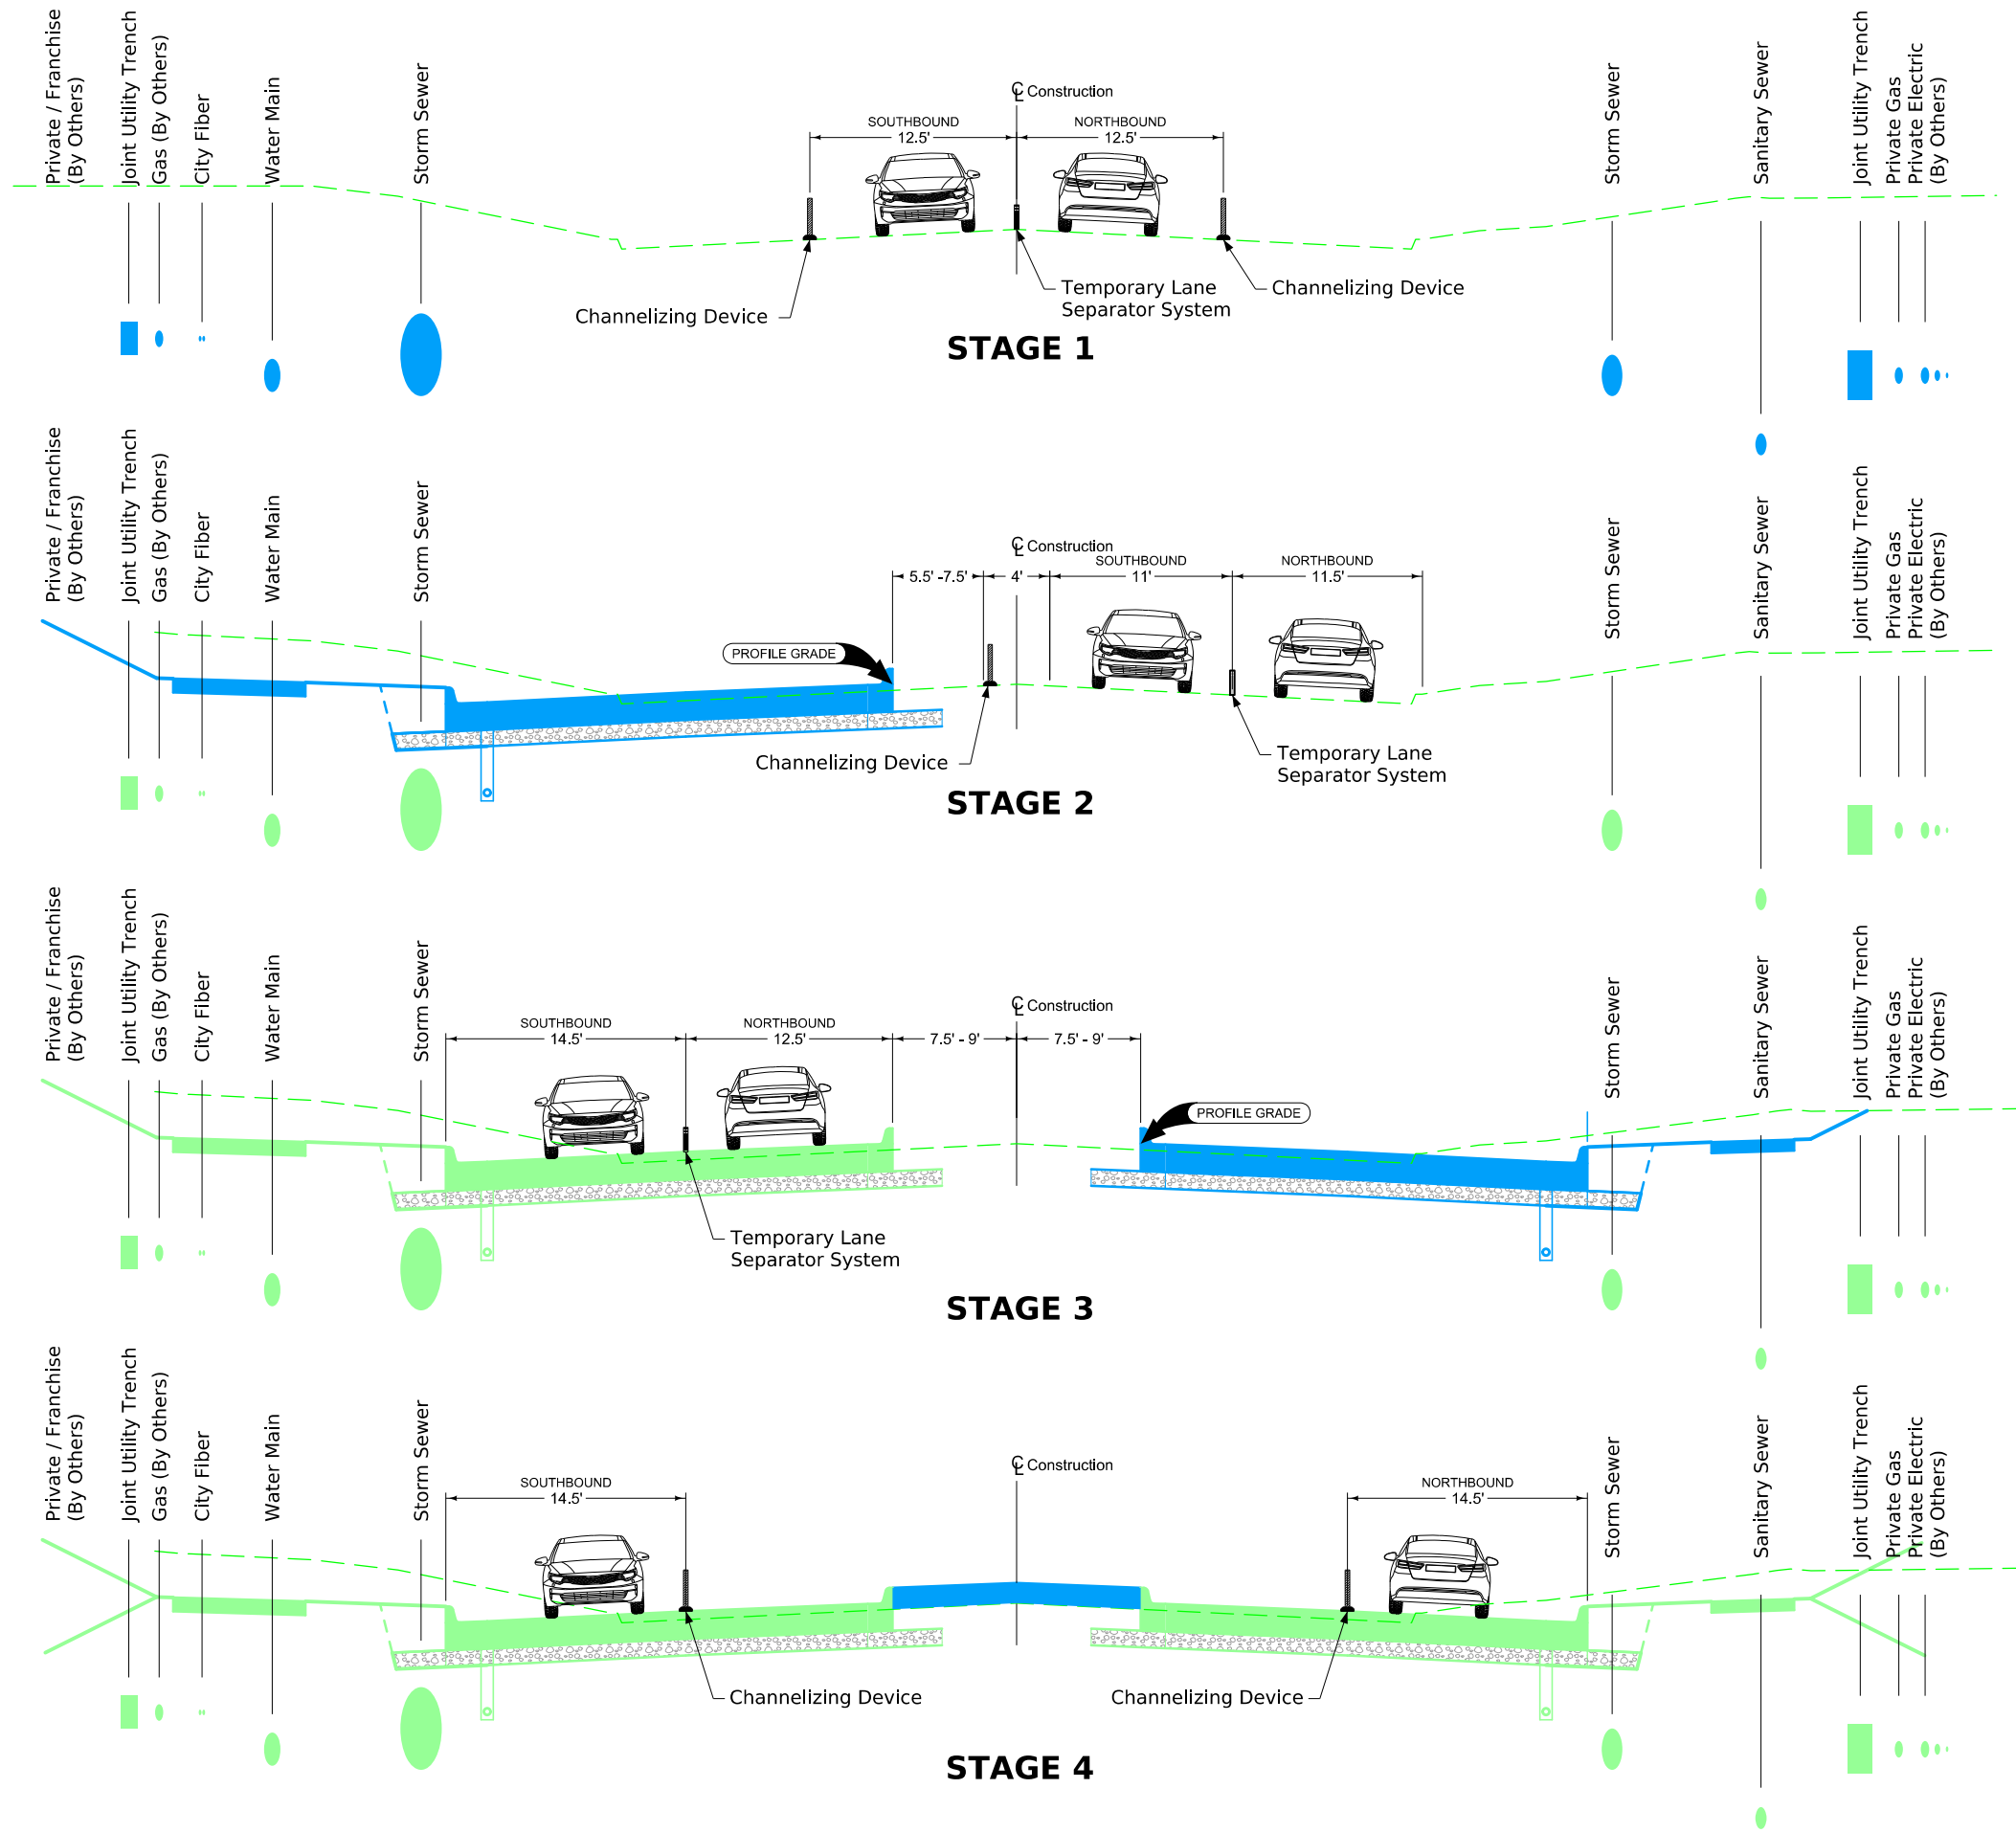 Private / Franchise
(By Others)
Joint Utility Trench
Gas (By Others)
City Fiber
Water Main
Storm Sewer
℄ Construction
SOUTHBOUND
12.5'
NORTHBOUND
12.5'
Storm Sewer
Sanitary Sewer
Joint Utility Trench
Private Gas
Private Electric
(By Others)
Channelizing Device
Temporary Lane
Separator System
Channelizing Device
STAGE 1
Private / Franchise
(By Others)
Joint Utility Trench
Gas (By Others)
City Fiber
Water Main
Storm Sewer
℄ Construction
5.5' -7.5'
4'
SOUTHBOUND
11'
NORTHBOUND
11.5'
Storm Sewer
Sanitary Sewer
Joint Utility Trench
Private Gas
Private Electric
(By Others)
PROFILE GRADE
Channelizing Device
Temporary Lane
Separator System
STAGE 2
Private / Franchise
(By Others)
Joint Utility Trench
Gas (By Others)
City Fiber
Water Main
Storm Sewer
℄ Construction
SOUTHBOUND
14.5'
NORTHBOUND
12.5'
7.5' - 9'
7.5' - 9'
Storm Sewer
Sanitary Sewer
Joint Utility Trench
Private Gas
Private Electric
(By Others)
PROFILE GRADE
Temporary Lane
Separator System
STAGE 3
Private / Franchise
(By Others)
Joint Utility Trench
Gas (By Others)
City Fiber
Water Main
Storm Sewer
℄ Construction
SOUTHBOUND
14.5'
NORTHBOUND
14.5'
Storm Sewer
Sanitary Sewer
Joint Utility Trench
Private Gas
Private Electric
(By Others)
Channelizing Device
Channelizing Device
STAGE 4